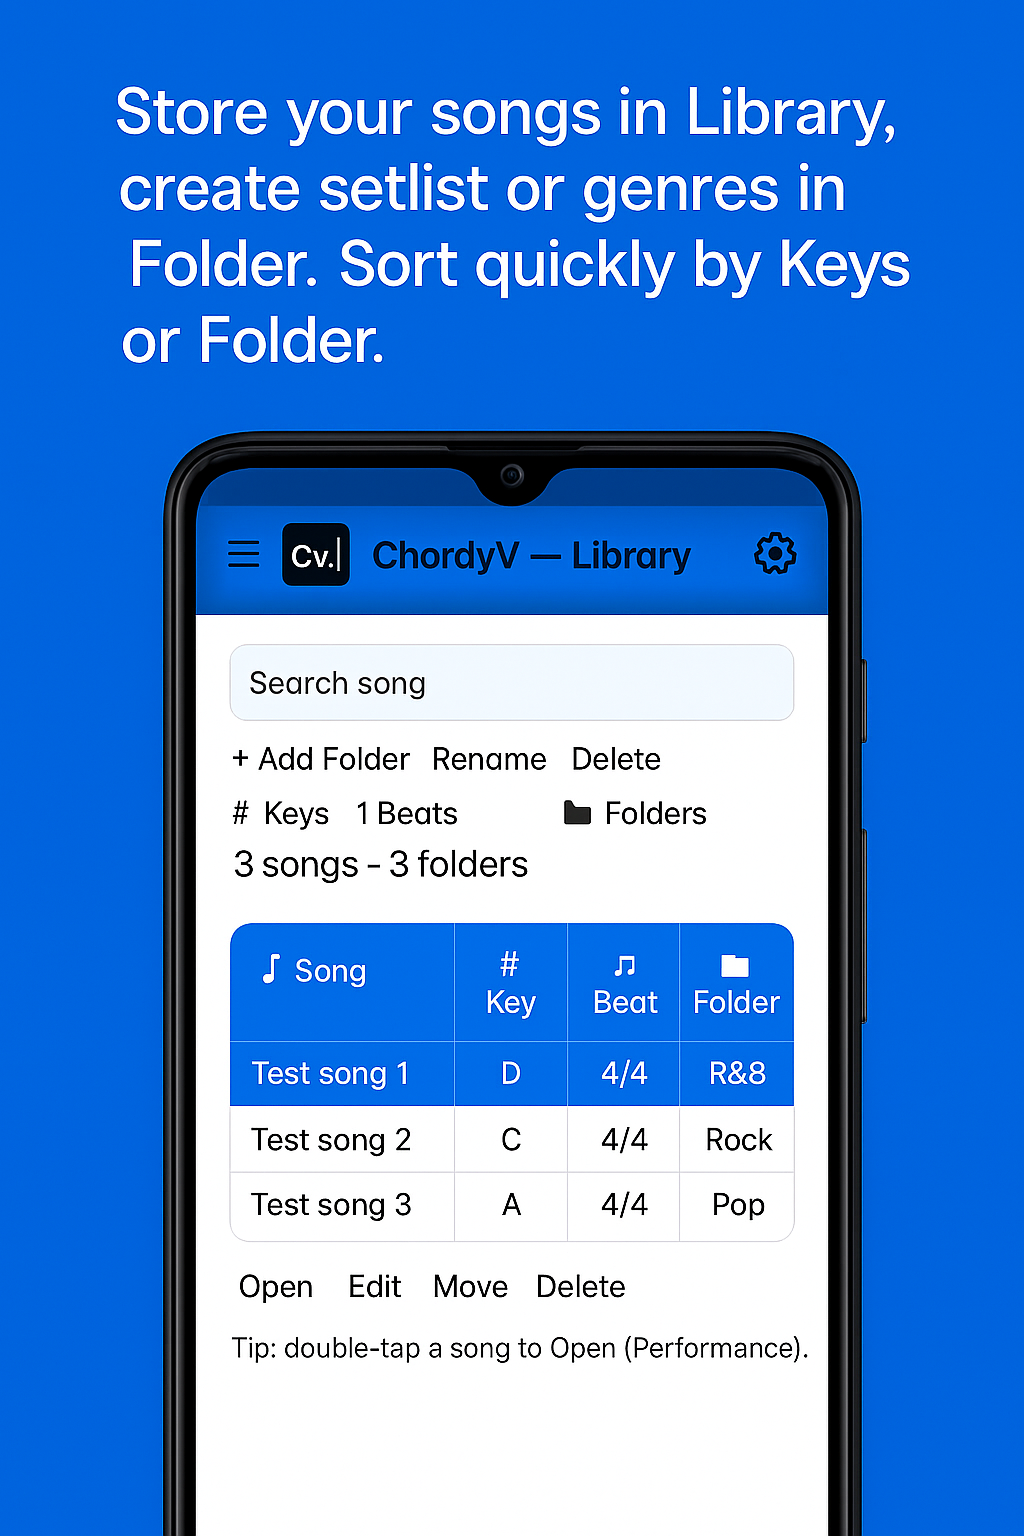 Store your songs in Library,
create setlist or genres in
Folder. Sort quickly by Keys
or Folder.
Cv. ChordyV — Library
Search song
+ Add Folder Rename Delete
# Keys 1 Beats Folders
3 songs - 3 folders
Song # Key Beat Folder
Test song 1 D 4/4 R&8
Test song 2 C 4/4 Rock
Test song 3 A 4/4 Pop
Open Edit Move Delete
Tip: double-tap a song to Open (Performance).